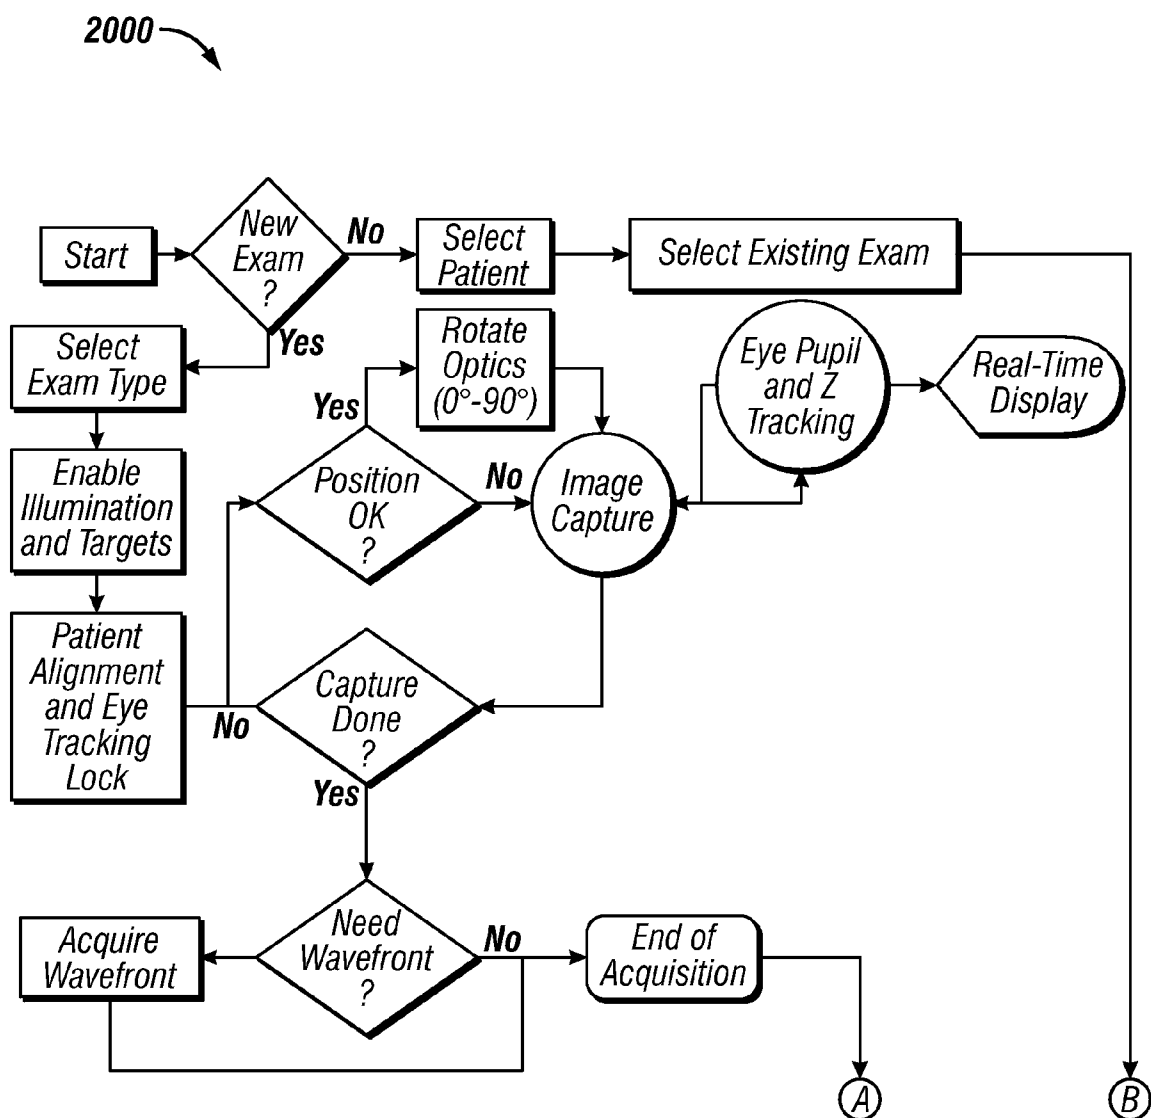 2000
Start
New
Exam
?
No
Select
Patient
Select Existing Exam
Yes
Select
Exam Type
Rotate
Optics
(0°-90°)
Eye Pupil
and Z
Tracking
Real-Time
Display
Yes
Enable
Illumination
and Targets
Position
OK
?
No
Image
Capture
Patient
Alignment
and Eye
Tracking
Lock
No
Capture
Done
?
Yes
Acquire
Wavefront
Need
Wavefront
?
No
End of
Acquisition
A
B